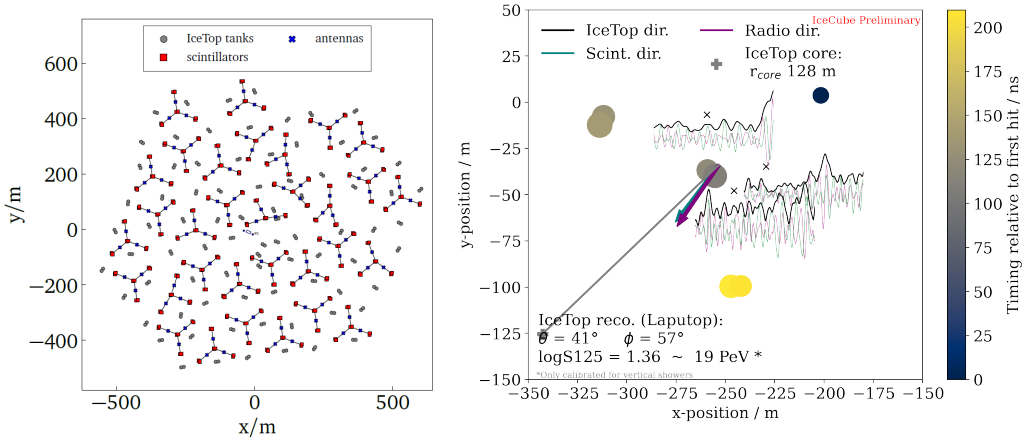 IceTop tanks
antennas
scintillators
600
400
200
0
−200
−400
−500
0
500
y/m
x/m
IceCube Preliminary
IceTop dir.
Radio dir.
Scint. dir.
IceTop core:
r_core 128 m
50
25
0
−25
−50
−75
−100
−125
−150
y-position / m
IceTop reco. (Laputop):
θ = 41° ϕ = 57°
logS125 = 1.36 ~ 19 PeV *
*Only calibrated for vertical showers
−350
−325
−300
−275
−250
−225
−200
−175
−150
x-position / m
200
175
150
125
100
75
50
25
0
Timing relative to first hit / ns